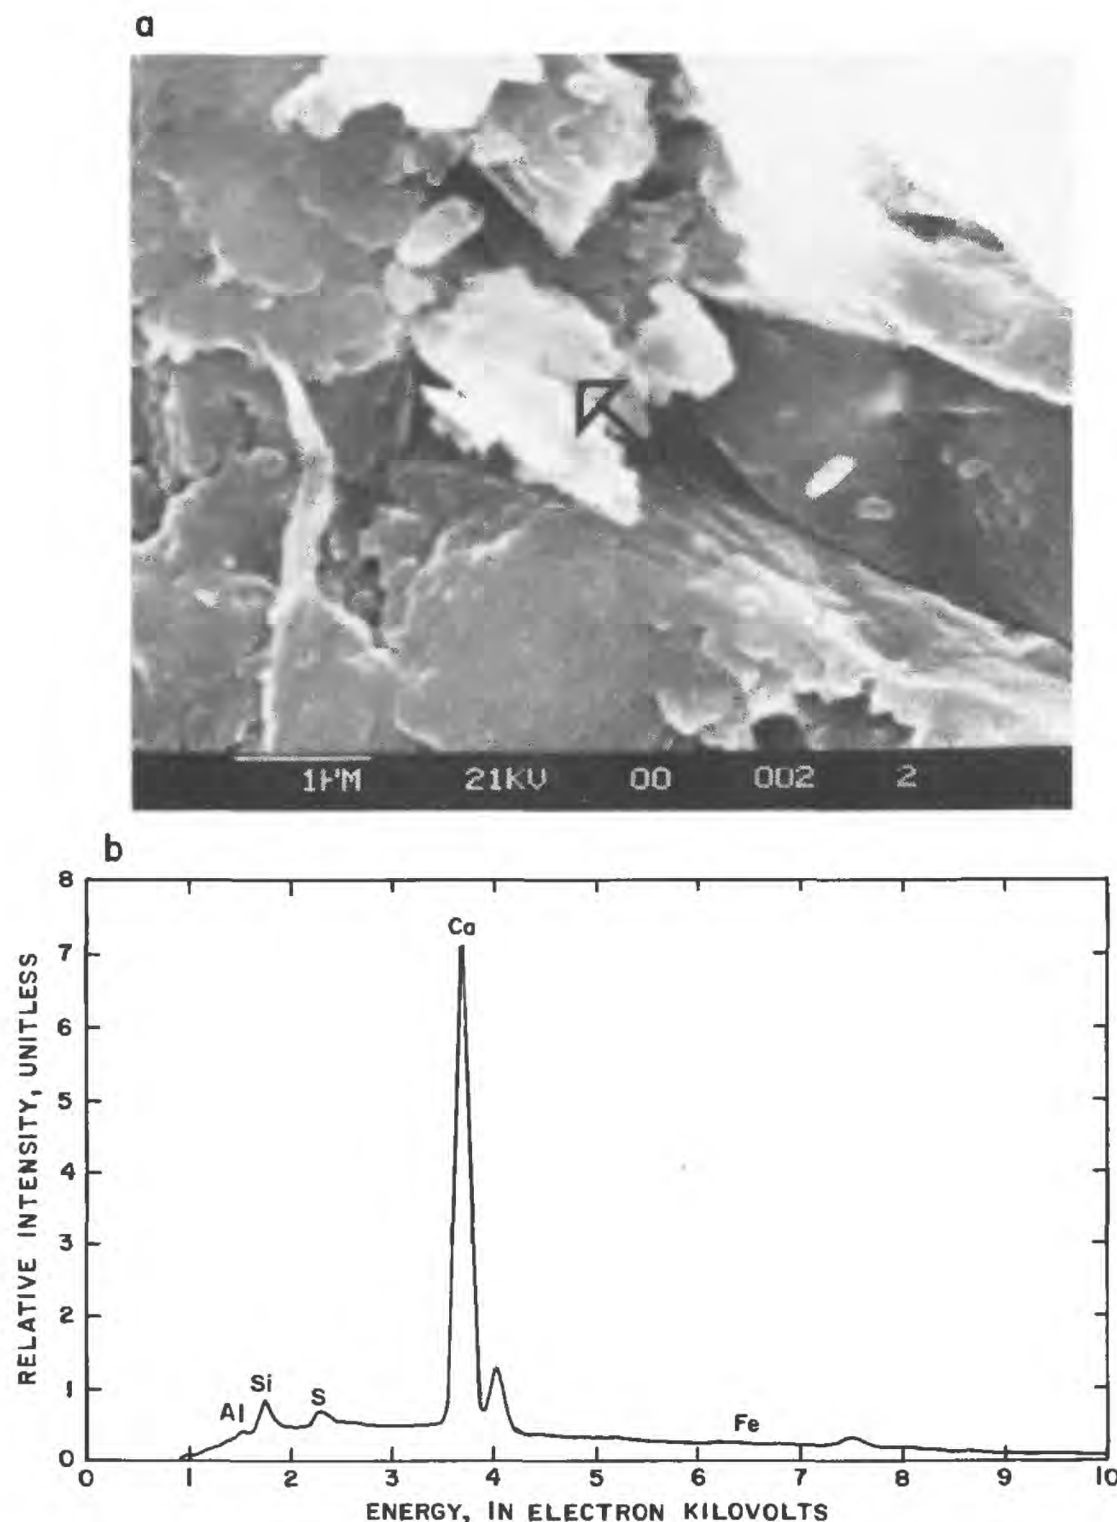 a
1µM 21KV 00 002 2
b
8
7
6
5
4
3
2
1
0
RELATIVE INTENSITY, UNITLESS
Al
Si
S
Ca
Fe
0 1 2 3 4 5 6 7 8 9 10
ENERGY, IN ELECTRON KILOVOLTS